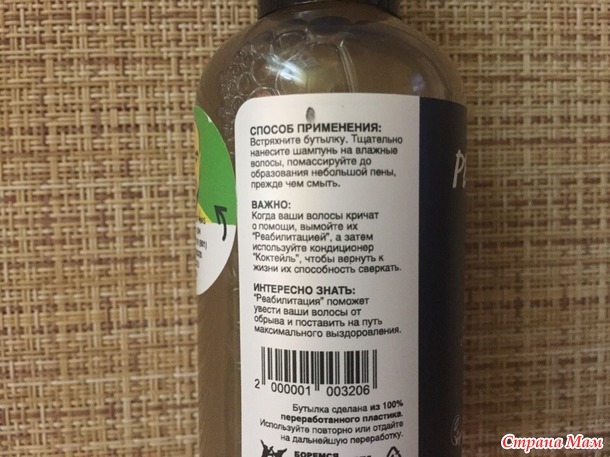 СПОСОБ ПРИМЕНЕНИЯ:
Встряхните бутылку. Тщательно
нанесите шампунь на влажные
волосы, помассируйте до
образования небольшой пены,
прежде чем смыть.
ВАЖНО:
Когда ваши волосы кричат
о помощи, вымойте их
"Реабилитацией", а затем
используйте кондиционер
"Коктейль", чтобы вернуть к
жизни их способность сверкать.
ИНТЕРЕСНО ЗНАТЬ:
"Реабилитация" поможет
увести ваши волосы от
обрыва и поставить на путь
максимального выздоровления.
2 000001 003206
Бутылка сделана из 100%
переработанного пластика.
Используйте повторно или отдайте
на дальнейшую переработку.
БОРЕМСЯ
Страна Мам